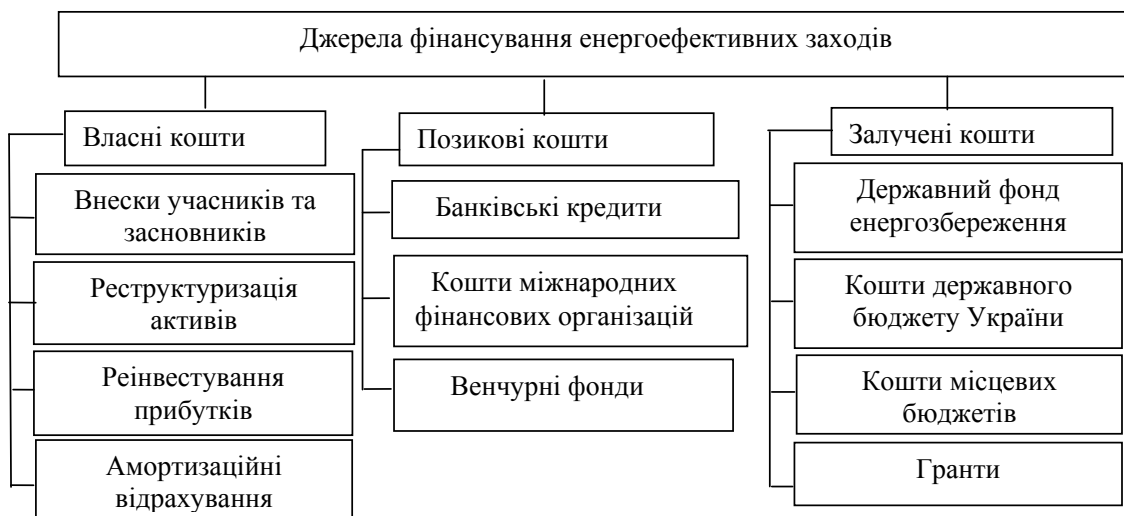 Джерела фінансування енергоефективних заходів
Власні кошти
Внески учасників та
засновників
Реструктуризація
активів
Реінвестування
прибутків
Амортизаційні
відрахування
Позикові кошти
Банківські кредити
Кошти міжнародних
фінансових організацій
Венчурні фонди
Залучені кошти
Державний фонд
енергозбереження
Кошти державного
бюджету України
Кошти місцевих
бюджетів
Гранти